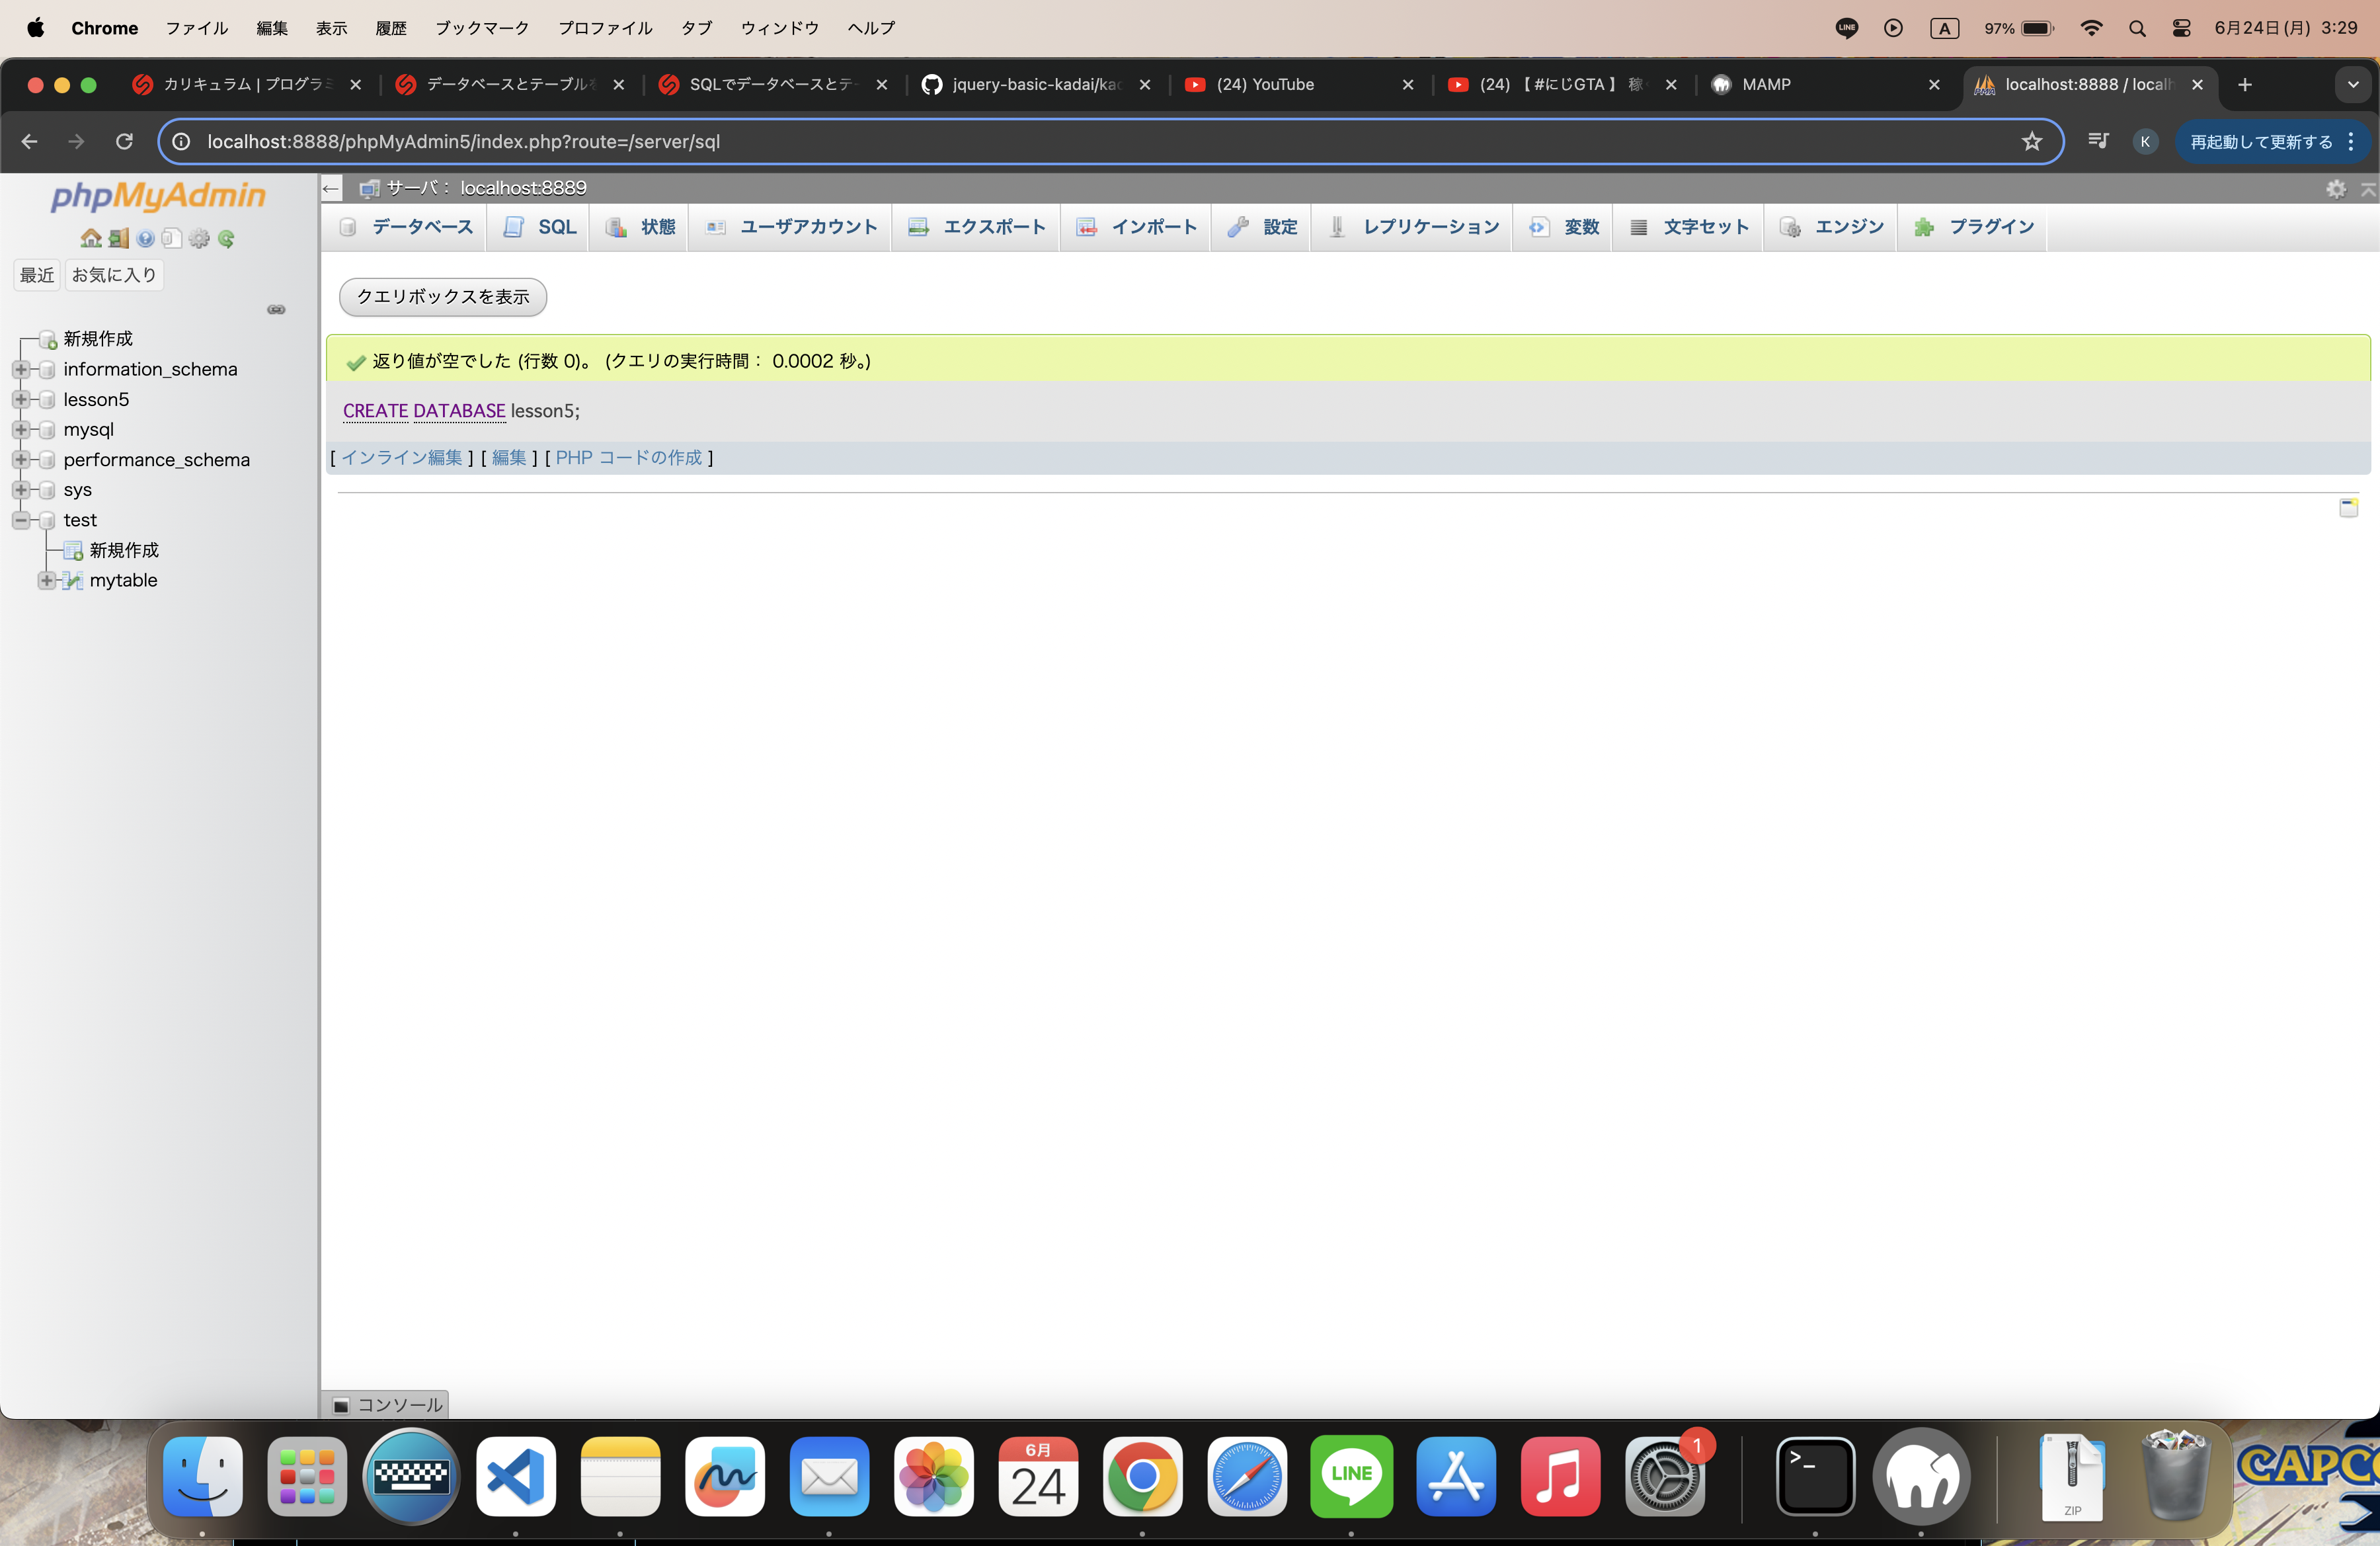 Chrome ファイル 編集 表示 履歴 ブックマーク プロファイル タブ ウィンドウ ヘルプ LINE A 97% 6月24日(月) 3:29
カリキュラム | プログラミ データベースとテーブルを SQLでデータベースとテー jquery-basic-kadai/kad (24) YouTube (24) 【 #にじGTA 】 稼ぐ MAMP localhost:8888 / localh
localhost:8888/phpMyAdmin5/index.php?route=/server/sql K 再起動して更新する
phpMyAdmin
サーバ： localhost:8889
データベース SQL 状態 ユーザアカウント エクスポート インポート 設定 レプリケーション 変数 文字セット エンジン プラグイン
最近 お気に入り
クエリボックスを表示
新規作成
information_schema
lesson5
mysql
performance_schema
sys
test
新規作成
mytable
返り値が空でした (行数 0)。 (クエリの実行時間： 0.0002 秒。)
CREATE DATABASE lesson5;
[ インライン編集 ] [ 編集 ] [ PHP コードの作成 ]
コンソール
6月
24
LINE
1
>_
ZIP
CAPCO